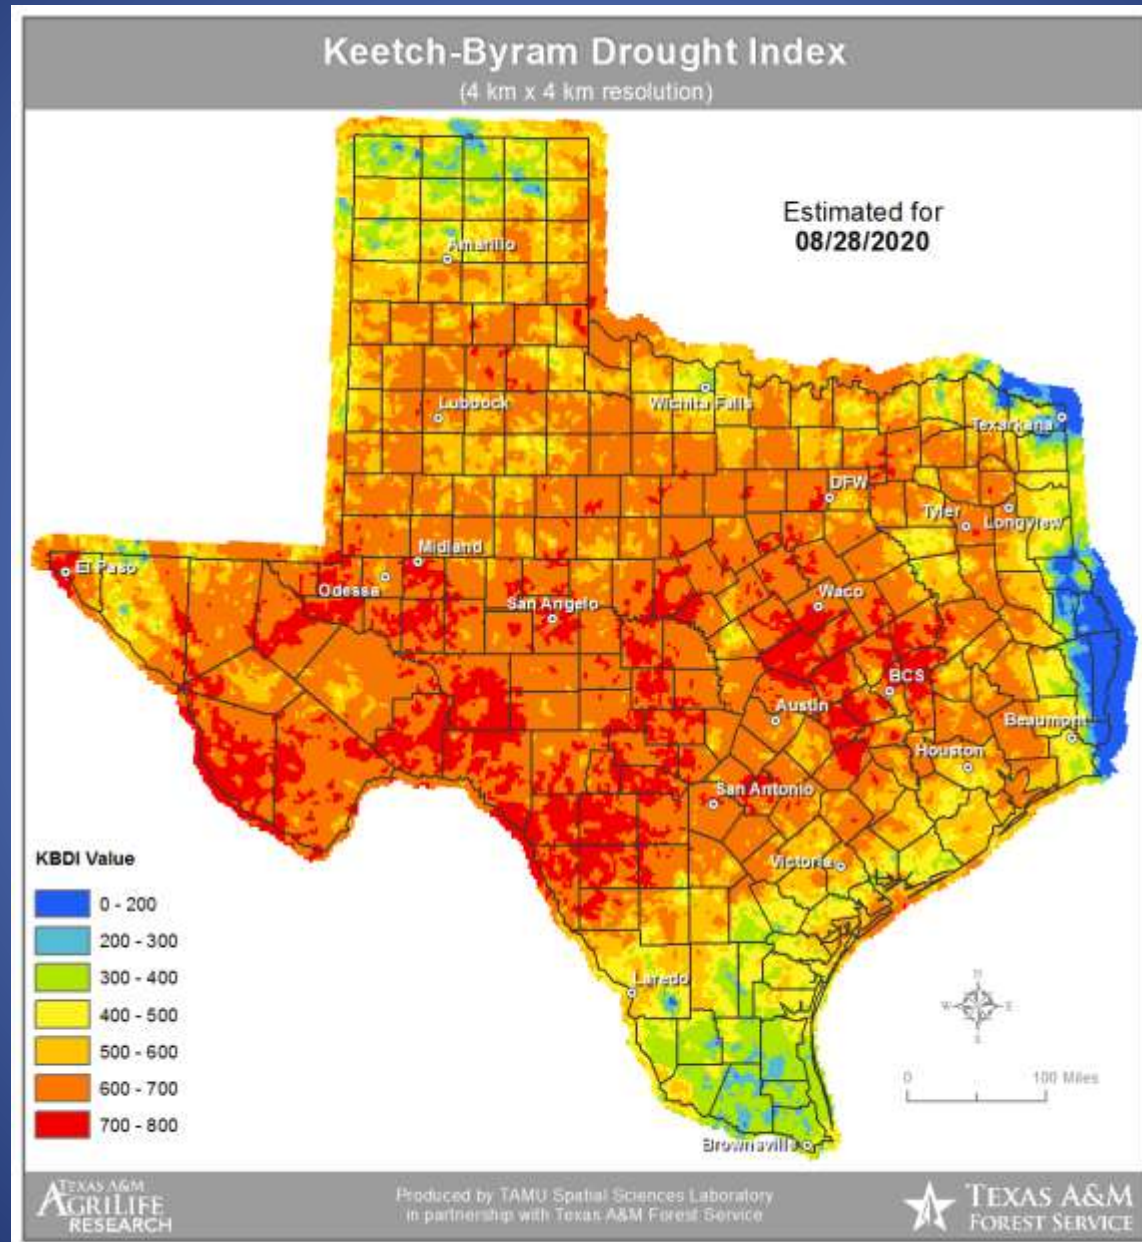 Keetch-Byram Drought Index
(4 km x 4 km resolution)
Estimated for
08/28/2020
Amarillo
Lubbock
Wichita Falls
Texarkana
DFW
Tyler
Longview
Midland
El Paso
Odessa
San Angelo
Waco
BCS
Austin
Beaumont
Houston
San Antonio
Victoria
Laredo
Brownsville
KBDI Value
0 - 200
200 - 300
300 - 400
400 - 500
500 - 600
600 - 700
700 - 800
N
W E
S
0 100 Miles
TEXAS A&M
AGRILIFE
RESEARCH
Produced by TAMU Spatial Sciences Laboratory
in partnership with Texas A&M Forest Service
TEXAS A&M
FOREST SERVICE